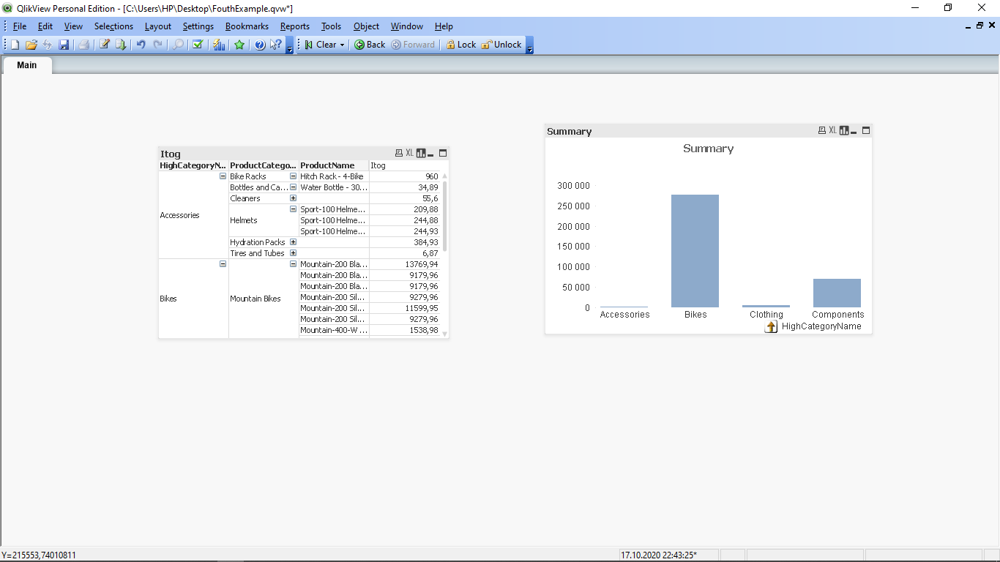 QlikView Personal Edition - [C:\Users\HP\Desktop\FouthExample.qvw*]
File Edit View Selections Layout Settings Bookmarks Reports Tools Object Window Help
Clear Back Forward Lock Unlock
Main
Itog XL
HighCategoryN... ProductCatego... ProductName Itog
Bike Racks Hitch Rack - 4-Bike 960
Bottles and Ca... Water Bottle - 30... 34,89
Cleaners 55,6
Sport-100 Helme... 209,88
Accessories Helmets Sport-100 Helme... 244,88
Sport-100 Helme... 244,93
Hydration Packs 384,93
Tires and Tubes 6,87
Mountain-200 Bla... 13769,94
Mountain-200 Bla... 9179,96
Mountain-200 Bla... 9179,96
Bikes Mountain Bikes Mountain-200 Sil... 9279,96
Mountain-200 Sil... 11599,95
Mountain-200 Sil... 9279,96
Mountain-400-W ... 1538,98
Summary XL
Summary
300 000
250 000
200 000
150 000
100 000
50 000
0
Accessories Bikes Clothing Components
HighCategoryName
Y=215553,74010811 17.10.2020 22:43:25*